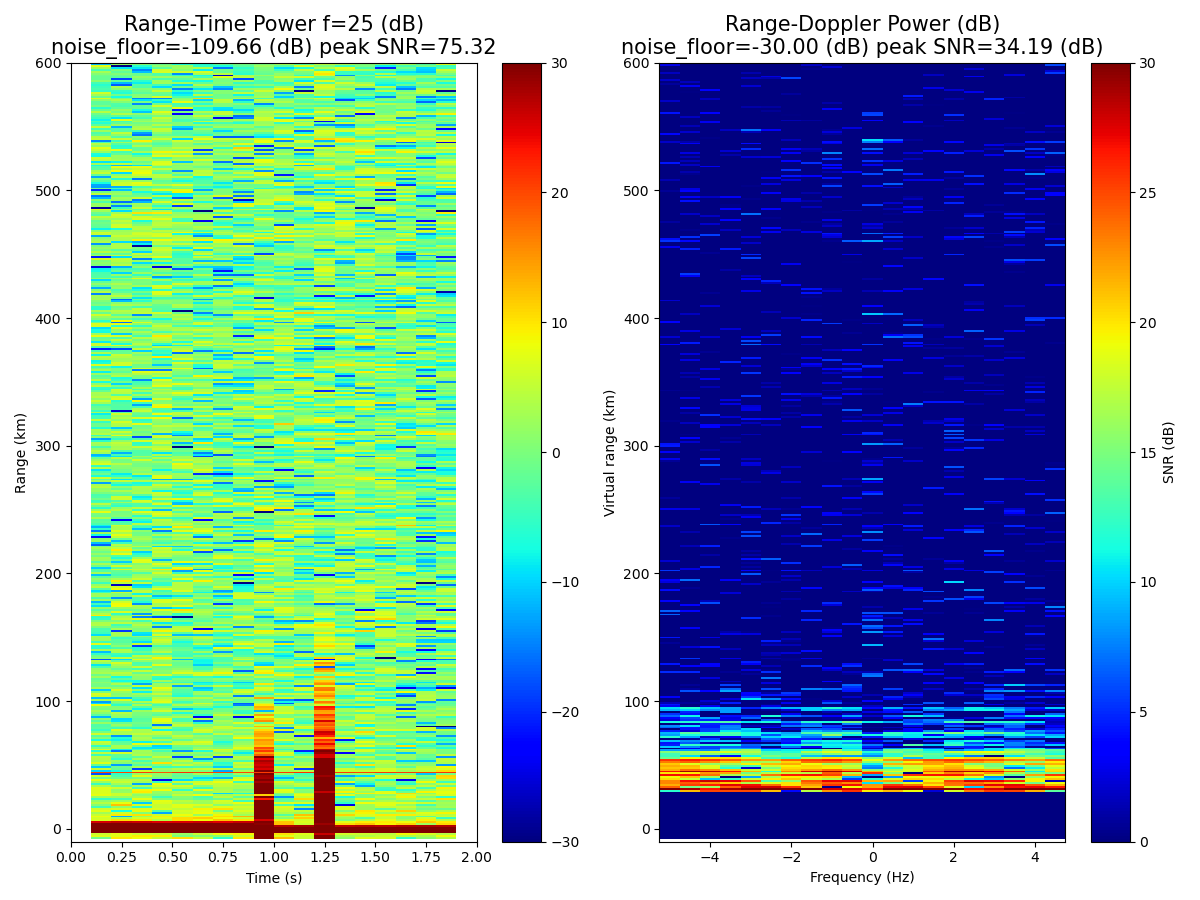 Range-Time Power f=25 (dB)
noise_floor=-109.66 (dB) peak SNR=75.32
Range (km)
600
500
400
300
200
100
0
0.00 0.25 0.50 0.75 1.00 1.25 1.50 1.75 2.00
Time (s)
30
20
10
0
−10
−20
−30
Range-Doppler Power (dB)
noise_floor=-30.00 (dB) peak SNR=34.19 (dB)
Virtual range (km)
600
500
400
300
200
100
0
−4 −2 0 2 4
Frequency (Hz)
30
25
20
15
10
5
0
SNR (dB)